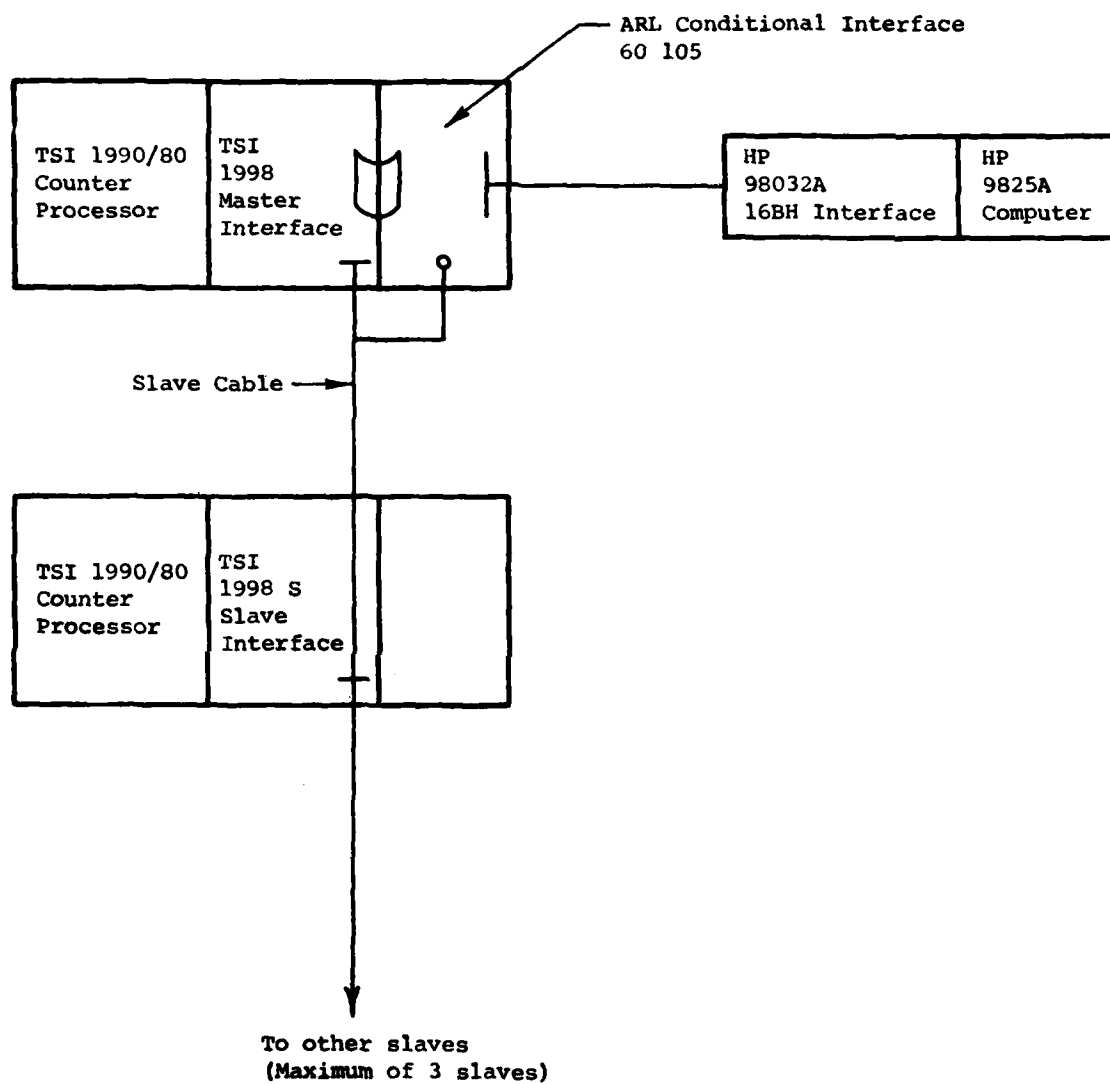 ARL Conditional Interface
60 105
TSI 1990/80
Counter
Processor
TSI
1998
Master
Interface
HP
98032A
16BH Interface
HP
9825A
Computer
Slave Cable
TSI 1990/80
Counter
Processor
TSI
1998 S
Slave
Interface
To other slaves
(Maximum of 3 slaves)